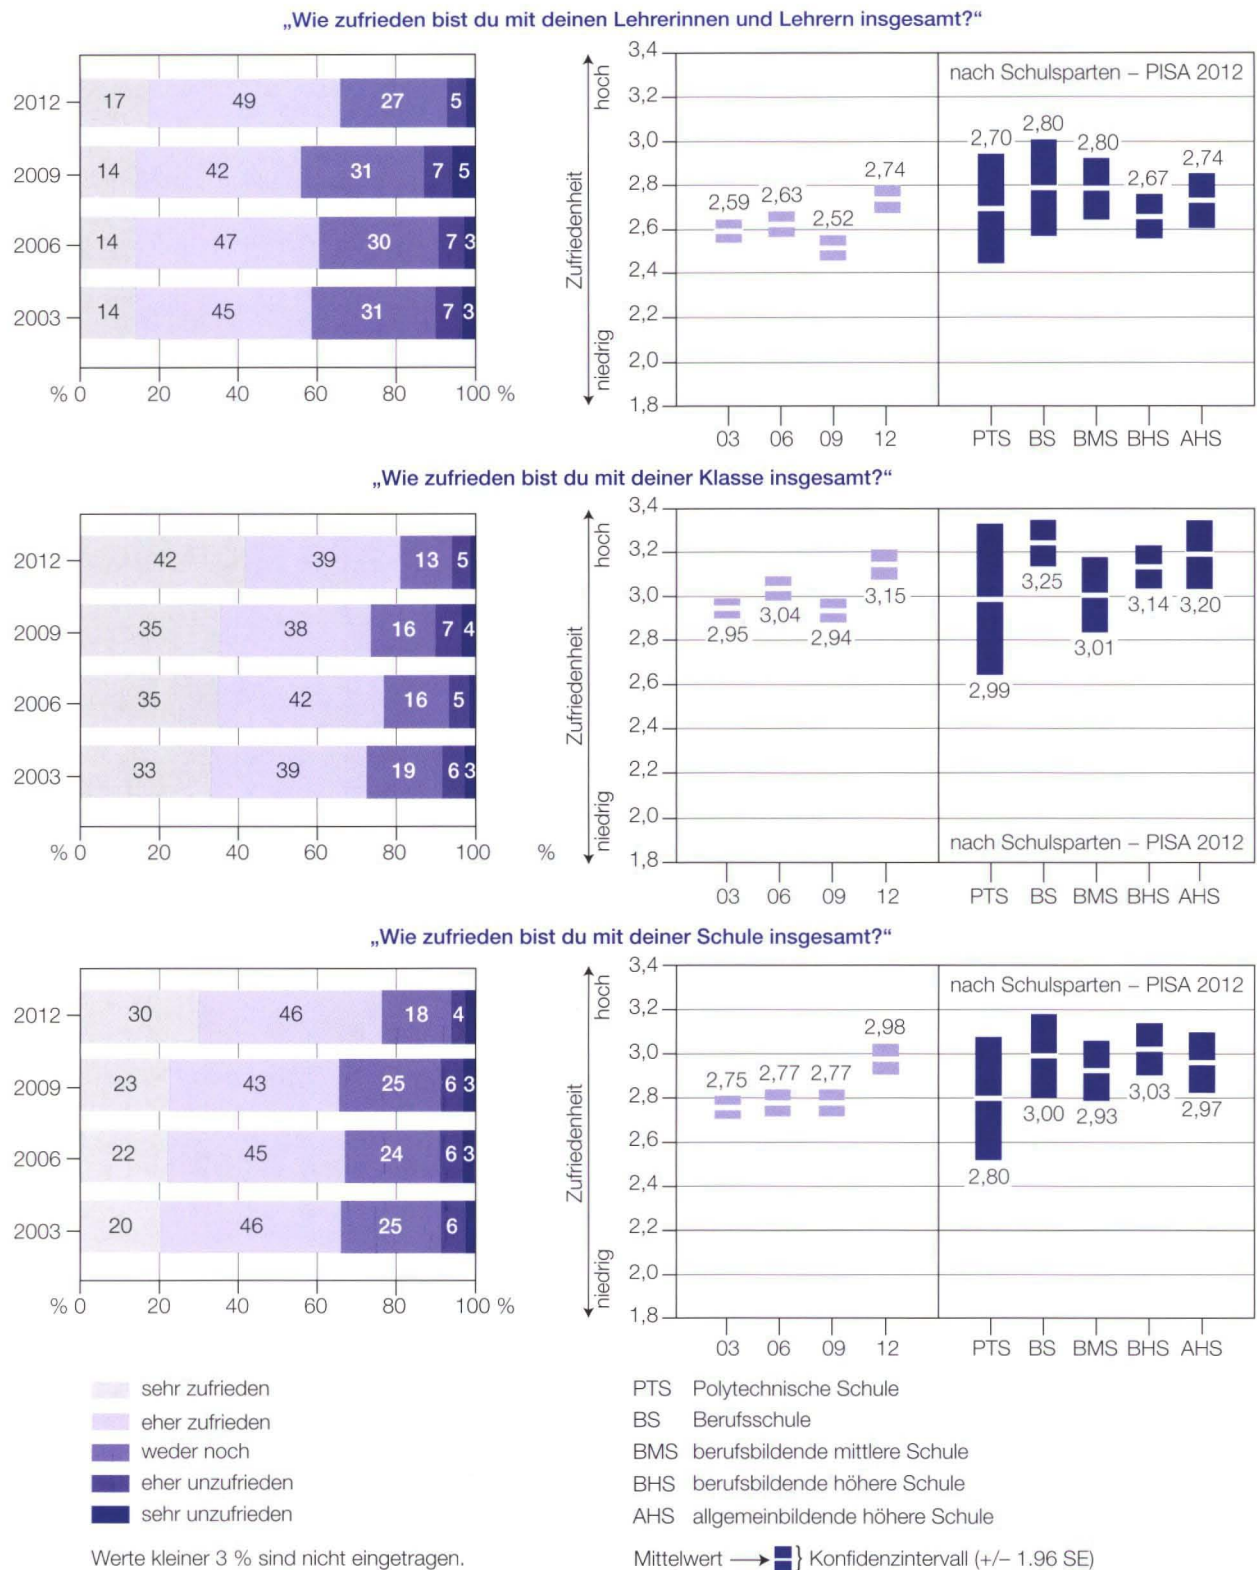 „Wie zufrieden bist du mit deinen Lehrerinnen und Lehrern insgesamt?“
2012 17 49 27 5
2009 14 42 31 7 5
2006 14 47 30 7 3
2003 14 45 31 7 3
% 0 20 40 60 80 100 %
hoch
Zufriedenheit
niedrig
3,4
3,2
3,0
2,8
2,6
2,4
2,2
2,0
1,8
nach Schulsparten – PISA 2012
2,59 2,63 2,52 2,74
2,70 2,80 2,80 2,67 2,74
03 06 09 12 PTS BS BMS BHS AHS
„Wie zufrieden bist du mit deiner Klasse insgesamt?“
2012 42 39 13 5
2009 35 38 16 7 4
2006 35 42 16 5
2003 33 39 19 6 3
% 0 20 40 60 80 100 %
hoch
Zufriedenheit
niedrig
3,4
3,2
3,0
2,8
2,6
2,4
2,2
2,0
1,8
2,95 3,04 2,94 3,15
2,99 3,25 3,01 3,14 3,20
nach Schulsparten – PISA 2012
03 06 09 12 PTS BS BMS BHS AHS
„Wie zufrieden bist du mit deiner Schule insgesamt?“
2012 30 46 18 4
2009 23 43 25 6 3
2006 22 45 24 6 3
2003 20 46 25 6
% 0 20 40 60 80 100 %
hoch
Zufriedenheit
niedrig
3,4
3,2
3,0
2,8
2,6
2,4
2,2
2,0
1,8
nach Schulsparten – PISA 2012
2,75 2,77 2,77 2,98
2,80 3,00 2,93 3,03 2,97
03 06 09 12 PTS BS BMS BHS AHS
sehr zufrieden
eher zufrieden
weder noch
eher unzufrieden
sehr unzufrieden
Werte kleiner 3 % sind nicht eingetragen.
PTS Polytechnische Schule
BS Berufsschule
BMS berufsbildende mittlere Schule
BHS berufsbildende höhere Schule
AHS allgemeinbildende höhere Schule
Mittelwert → } Konfidenzintervall (+/– 1.96 SE)